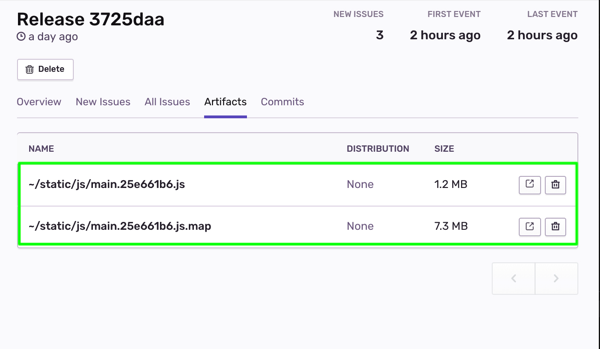 Release 3725daa
a day ago
NEW ISSUES
3
FIRST EVENT
2 hours ago
LAST EVENT
2 hours ago
Delete
Overview New Issues All Issues Artifacts Commits
NAME DISTRIBUTION SIZE
~/static/js/main.25e661b6.js None 1.2 MB
~/static/js/main.25e661b6.js.map None 7.3 MB